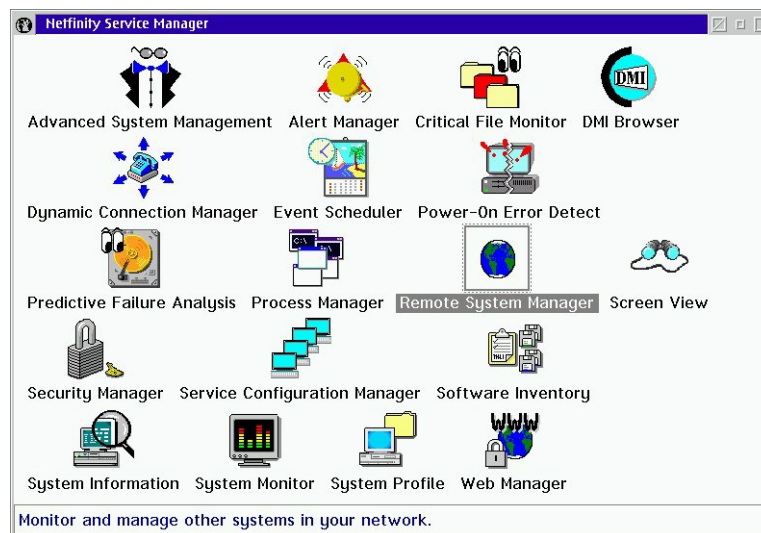 Netfinity Service Manager
Advanced System Management Alert Manager Critical File Monitor DMI Browser
DMI
Dynamic Connection Manager Event Scheduler Power-On Error Detect
C:\
C:\
Predictive Failure Analysis Process Manager Remote System Manager Screen View
Security Manager Service Configuration Manager Software Inventory
WWW
System Information System Monitor System Profile Web Manager
Monitor and manage other systems in your network.